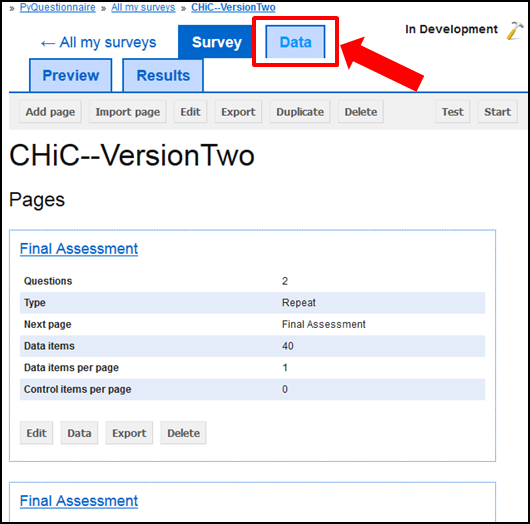 » PyQuestionnaire » All my surveys » CHiC--VersionTwo
In Development
← All my surveys Survey Data
Preview Results
Add page Import page Edit Export Duplicate Delete Test Start
CHiC--VersionTwo
Pages
Final Assessment
Questions 2
Type Repeat
Next page Final Assessment
Data items 40
Data items per page 1
Control items per page 0
Edit Data Export Delete
Final Assessment